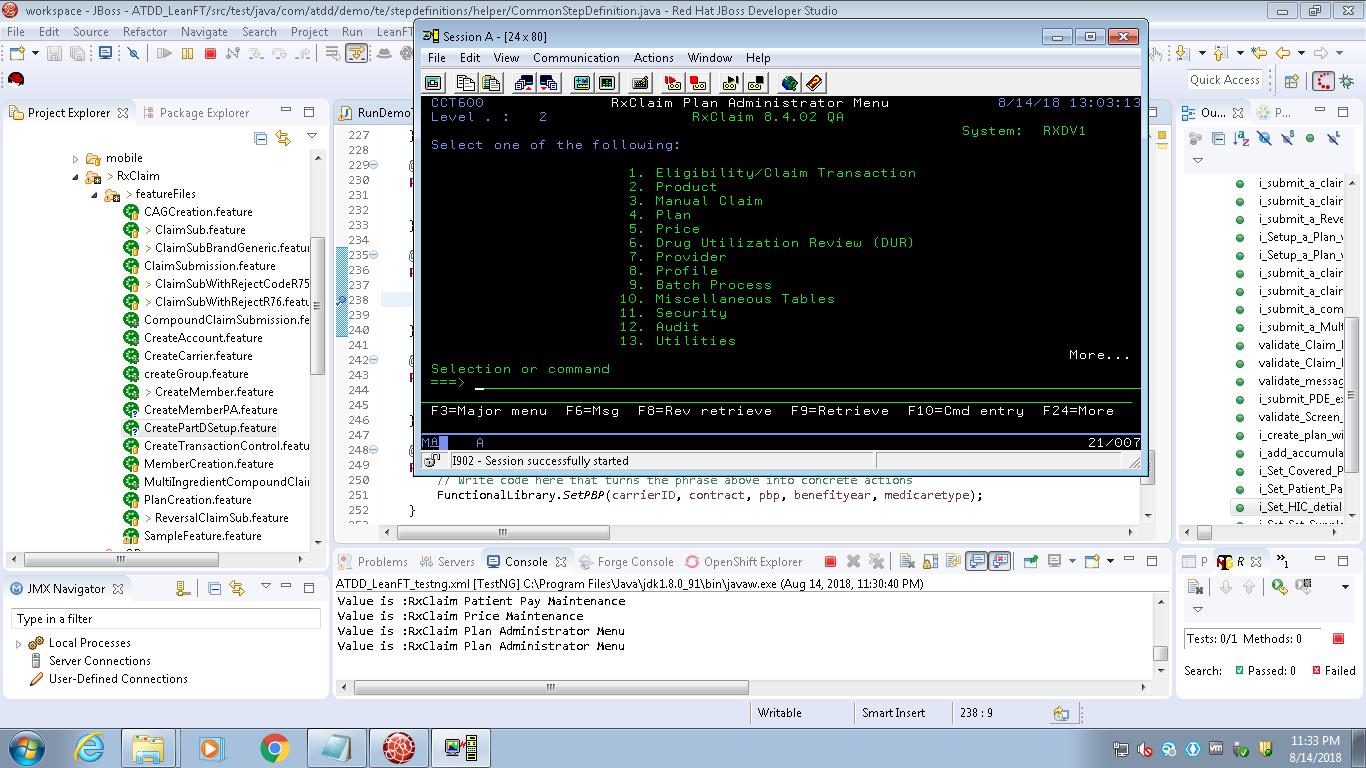 workspace - JBoss - ATDD_LeanFT/src/test/java/com/atdd/demo/te/stepdefinitions/helper/CommonStepDefinition.java - Red Hat JBoss Developer Studio
File Edit Source Refactor Navigate Search Project Run LeanFT
Quick Access
Project Explorer Package Explorer
mobile
> RxClaim
> featureFiles
CAGCreation.feature
> ClaimSub.feature
> ClaimSubBrandGeneric.featur
ClaimSubmission.feature
> ClaimSubWithRejectCodeR75
> ClaimSubWithRejectR76.featu
CompoundClaimSubmission.fe
CreateAccount.feature
CreateCarrier.feature
createGroup.feature
> CreateMember.feature
CreateMemberPA.feature
CreatePartDSetup.feature
CreateTransactionControl.feature
MemberCreation.feature
MultiIngredientCompoundClai
PlanCreation.feature
> ReversalClaimSub.feature
SampleFeature.feature
RunDemoT
227 }
228
229
230
231
232
233
234
235
236
237
238
239
240 }
241
242
243
244
245
246
247
248
249
250 // Write code here that turns the phrase above into concrete actions
251 FunctionalLibrary.SetPBP(carrierID, contract, pbp, benefityear, medicaretype);
252 }
Session A - [24 x 80]
File Edit View Communication Actions Window Help
CCT600 RxClaim Plan Administrator Menu 8/14/18 13:03:13
Level . : 2 RxClaim 8.4.02 QA
System: RXDV1
Select one of the following:
1. Eligibility/Claim Transaction
2. Product
3. Manual Claim
4. Plan
5. Price
6. Drug Utilization Review (DUR)
7. Provider
8. Profile
9. Batch Process
10. Miscellaneous Tables
11. Security
12. Audit
13. Utilities
More...
Selection or command
===>
F3=Major menu F6=Msg F8=Rev retrieve F9=Retrieve F10=Cmd entry F24=More
MA A 21/007
I902 - Session successfully started
Ou... P...
i_submit_a_clair
i_submit_a_clair
i_submit_a_Reve
i_Setup_a_Plan_v
i_Setup_a_Plan_v
i_submit_a_clair
i_submit_a_clair
i_submit_a_com
i_submit_a_Mult
validate_Claim_I
validate_Claim_I
validate_messag
i_submit_PDE_ex
validate_Screen_
i_create_plan_wi
i_add_accumula
i_Set_Covered_P
i_Set_Patient_Pa
i_Set_HIC_detial
JMX Navigator
Type in a filter
Local Processes
Server Connections
User-Defined Connections
Problems Servers Console Forge Console OpenShift Explorer
ATDD_LeanFT_testng.xml [TestNG] C:\Program Files\Java\jdk1.8.0_91\bin\javaw.exe (Aug 14, 2018, 11:30:40 PM)
Value is :RxClaim Patient Pay Maintenance
Value is :RxClaim Price Maintenance
Value is :RxClaim Plan Administrator Menu
Value is :RxClaim Plan Administrator Menu
P R »1
Tests: 0/1 Methods: 0
Search: Passed: 0 Failed
Writable Smart Insert 238 : 9
11:33 PM
8/14/2018